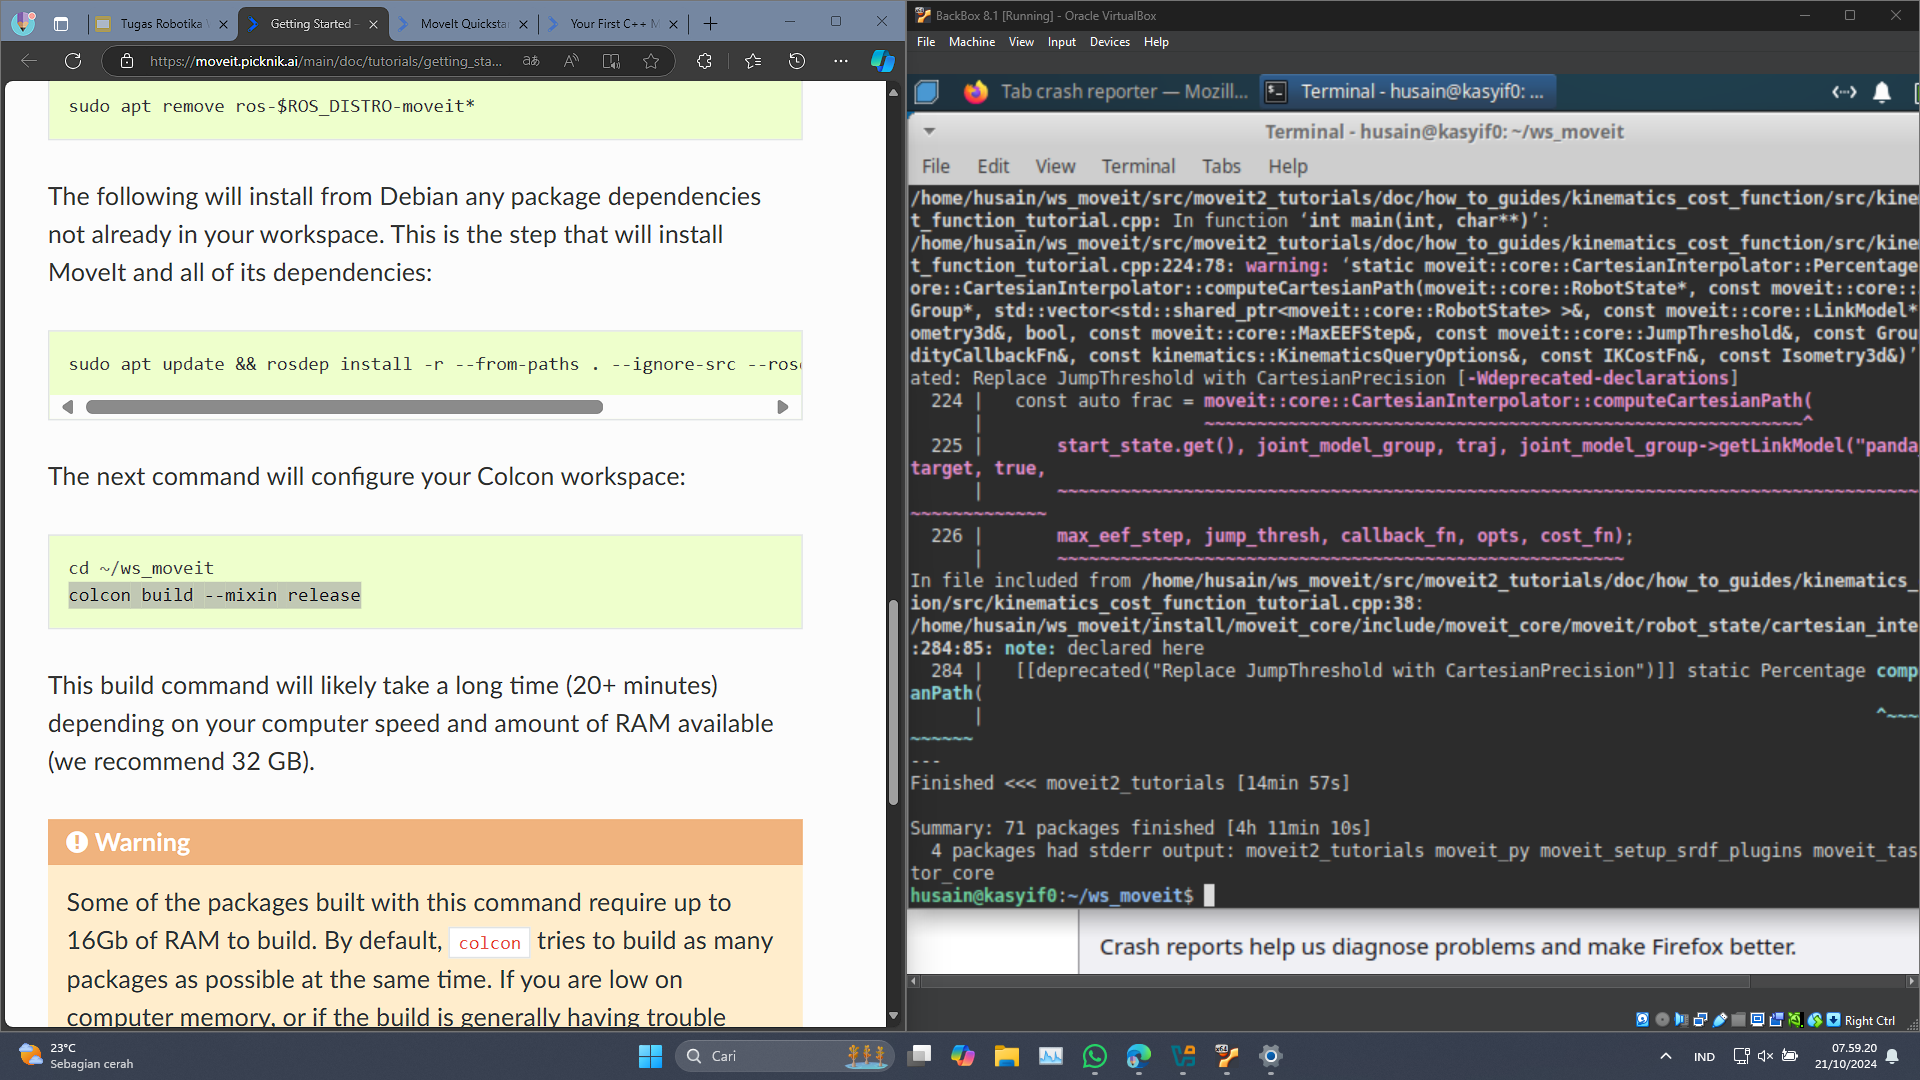 Tugas Robotika
Getting Started -
MoveIt Quicksta
Your First C++ M
https://moveit.picknik.ai/main/doc/tutorials/getting_sta...
sudo apt remove ros-$ROS_DISTRO-moveit*
The following will install from Debian any package dependencies
not already in your workspace. This is the step that will install
MoveIt and all of its dependencies:
sudo apt update && rosdep install -r --from-paths . --ignore-src --ros
The next command will configure your Colcon workspace:
cd ~/ws_moveit
colcon build --mixin release
This build command will likely take a long time (20+ minutes)
depending on your computer speed and amount of RAM available
(we recommend 32 GB).
Warning
Some of the packages built with this command require up to
16Gb of RAM to build. By default, colcon tries to build as many
packages as possible at the same time. If you are low on
computer memory, or if the build is generally having trouble
BackBox 8.1 [Running] - Oracle VirtualBox
File Machine View Input Devices Help
Tab crash reporter — Mozill...
Terminal - husain@kasyif0: ...
Terminal - husain@kasyif0: ~/ws_moveit
File Edit View Terminal Tabs Help
/home/husain/ws_moveit/src/moveit2_tutorials/doc/how_to_guides/kinematics_cost_function/src/kine
t_function_tutorial.cpp: In function ‘int main(int, char**)’:
/home/husain/ws_moveit/src/moveit2_tutorials/doc/how_to_guides/kinematics_cost_function/src/kine
t_function_tutorial.cpp:224:78: warning: ‘static moveit::core::CartesianInterpolator::Percentage
ore::CartesianInterpolator::computeCartesianPath(moveit::core::RobotState*, const moveit::core::
Group*, std::vector<std::shared_ptr<moveit::core::RobotState> >&, const moveit::core::LinkModel*
ometry3d&, bool, const moveit::core::MaxEEFStep&, const moveit::core::JumpThreshold&, const Grou
dityCallbackFn&, const kinematics::KinematicsQueryOptions&, const IKCostFn&, const Isometry3d&)’
ated: Replace JumpThreshold with CartesianPrecision [-Wdeprecated-declarations]
224 | const auto frac = moveit::core::CartesianInterpolator::computeCartesianPath(
| ~~~~~~~~~~~~~~~~~~~~~~~~~~~~~~~~~~~~~~~~~~~~~~~~~~~~~~~~~^
225 | start_state.get(), joint_model_group, traj, joint_model_group->getLinkModel("panda
target, true,
| ~~~~~~~~~~~~~~~~~~~~~~~~~~~~~~~~~~~~~~~~~~~~~~~~~~~~~~~~~~~~~~~~~~~~~~~~~~~~~~~~~~
~~~~~~~~~~~~~
226 | max_eef_step, jump_thresh, callback_fn, opts, cost_fn);
| ~~~~~~~~~~~~~~~~~~~~~~~~~~~~~~~~~~~~~~~~~~~~~~~~~~~~~~
In file included from /home/husain/ws_moveit/src/moveit2_tutorials/doc/how_to_guides/kinematics_
ion/src/kinematics_cost_function_tutorial.cpp:38:
/home/husain/ws_moveit/install/moveit_core/include/moveit_core/moveit/robot_state/cartesian_inte
:284:85: note: declared here
284 | [[deprecated("Replace JumpThreshold with CartesianPrecision")]] static Percentage comp
anPath(
| ^~~~
~~~~~~
---
Finished <<< moveit2_tutorials [14min 57s]
Summary: 71 packages finished [4h 11min 10s]
4 packages had stderr output: moveit2_tutorials moveit_py moveit_setup_srdf_plugins moveit_tas
tor_core
husain@kasyif0:~/ws_moveit$
Crash reports help us diagnose problems and make Firefox better.
Right Ctrl
23°C
Sebagian cerah
Cari
IND
07.59.20
21/10/2024